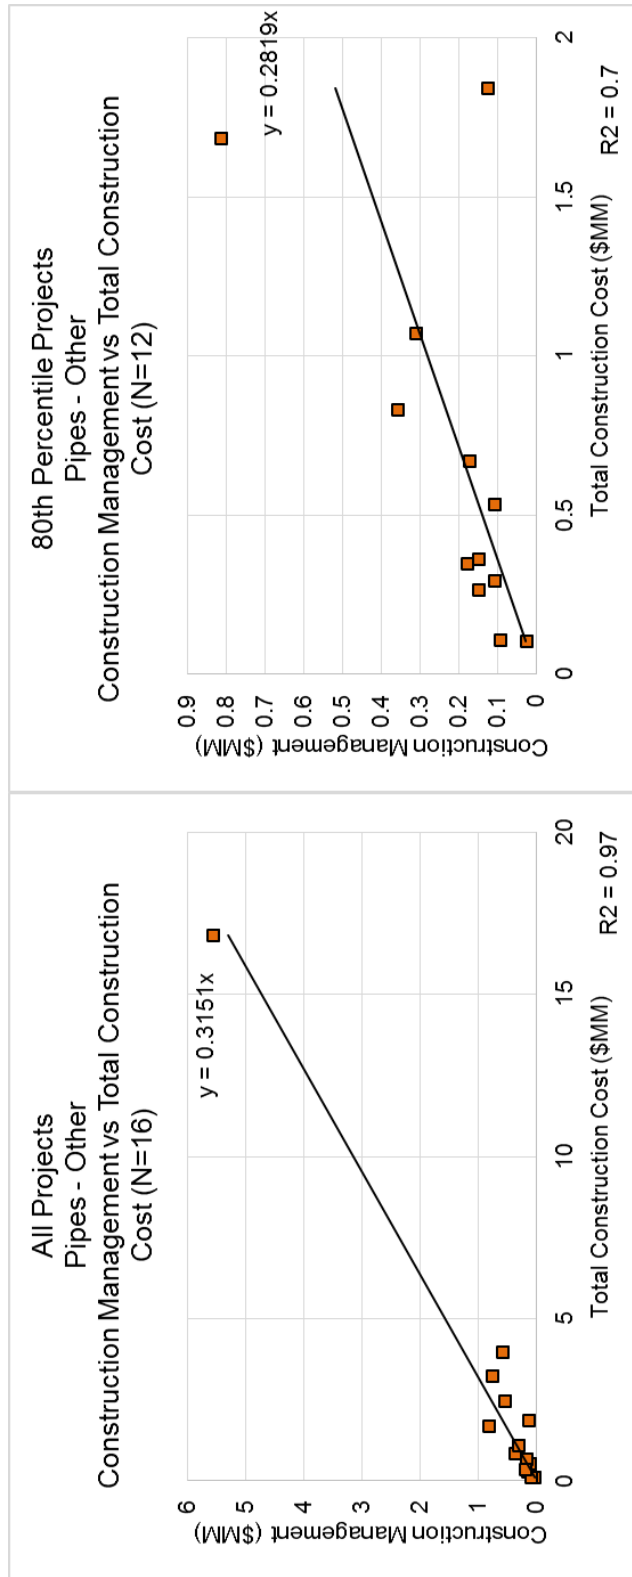 All Projects
Pipes - Other
Construction Management vs Total Construction
Cost (N=16)
Construction Management ($MM)
6
5
4
3
2
1
0
y = 0.3151x
0
5
10
15
20
Total Construction Cost ($MM)
R2 = 0.97
80th Percentile Projects
Pipes - Other
Construction Management vs Total Construction
Cost (N=12)
Construction Management ($MM)
0.9
0.8
0.7
0.6
0.5
0.4
0.3
0.2
0.1
0
y = 0.2819x
0
0.5
1
1.5
2
Total Construction Cost ($MM)
R2 = 0.7